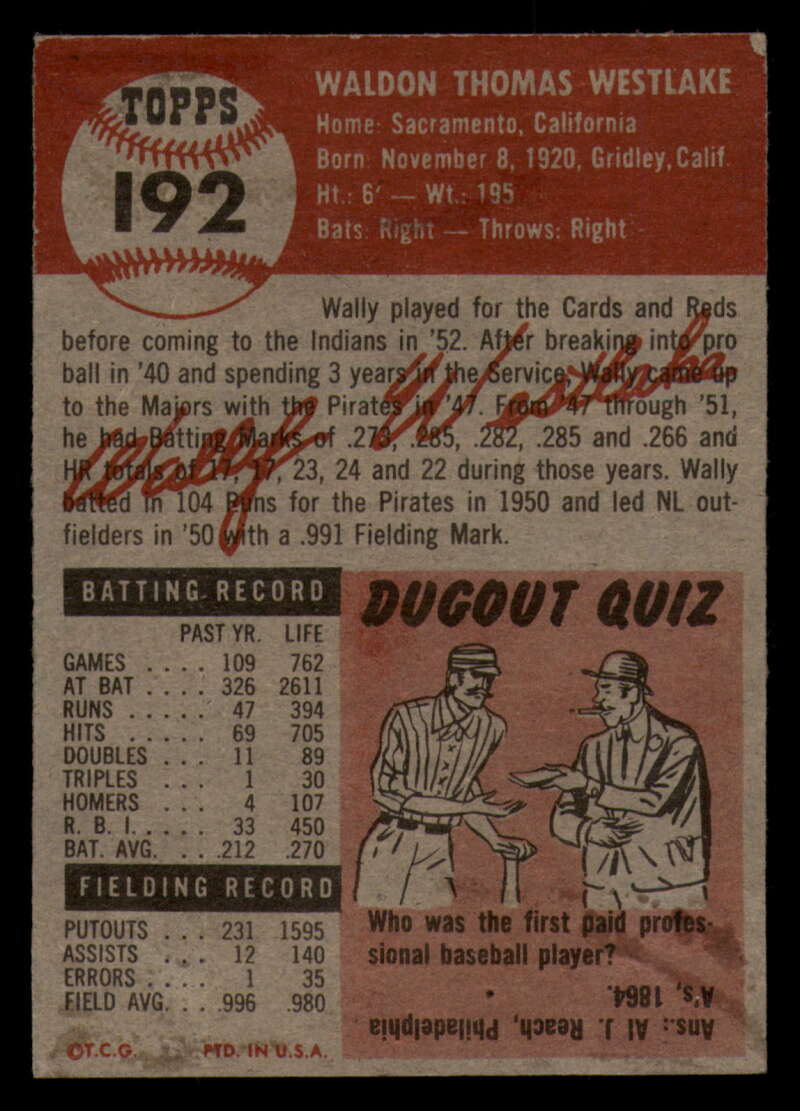 TOPPS
192
WALDON THOMAS WESTLAKE
Home: Sacramento, California
Born: November 8, 1920, Gridley, Calif.
Ht.: 6' — Wt.: 195
Bats: Right — Throws: Right
Wally played for the Cards and Reds
before coming to the Indians in '52. After breaking into pro
ball in '40 and spending 3 years in the Service, Wally came up
to the Majors with the Pirates in '47. From '47 through '51,
he had Batting Marks of .273, .285, .282, .285 and .266 and
HR totals of 17, 17, 23, 24 and 22 during those years. Wally
batted in 104 Runs for the Pirates in 1950 and led NL out-
fielders in '50 with a .991 Fielding Mark.
Wally Westlake
BATTING RECORD
PAST YR. LIFE
GAMES . . . . 109 762
AT BAT . . . . 326 2611
RUNS . . . . . 47 394
HITS . . . . . 69 705
DOUBLES . . . 11 89
TRIPLES . . . 1 30
HOMERS . . . 4 107
R. B. I. . . . . . 33 450
BAT. AVG. . . .212 .270
FIELDING RECORD
PUTOUTS . . . 231 1595
ASSISTS . . . 12 140
ERRORS . . . . 1 35
FIELD AVG. . . .996 .980
©T.C.G. PTD. IN U.S.A.
DUGOUT QUIZ
Who was the first paid profes-
sional baseball player?
Ans.: Al J. Reach, Philadelphia
A's, 1864.